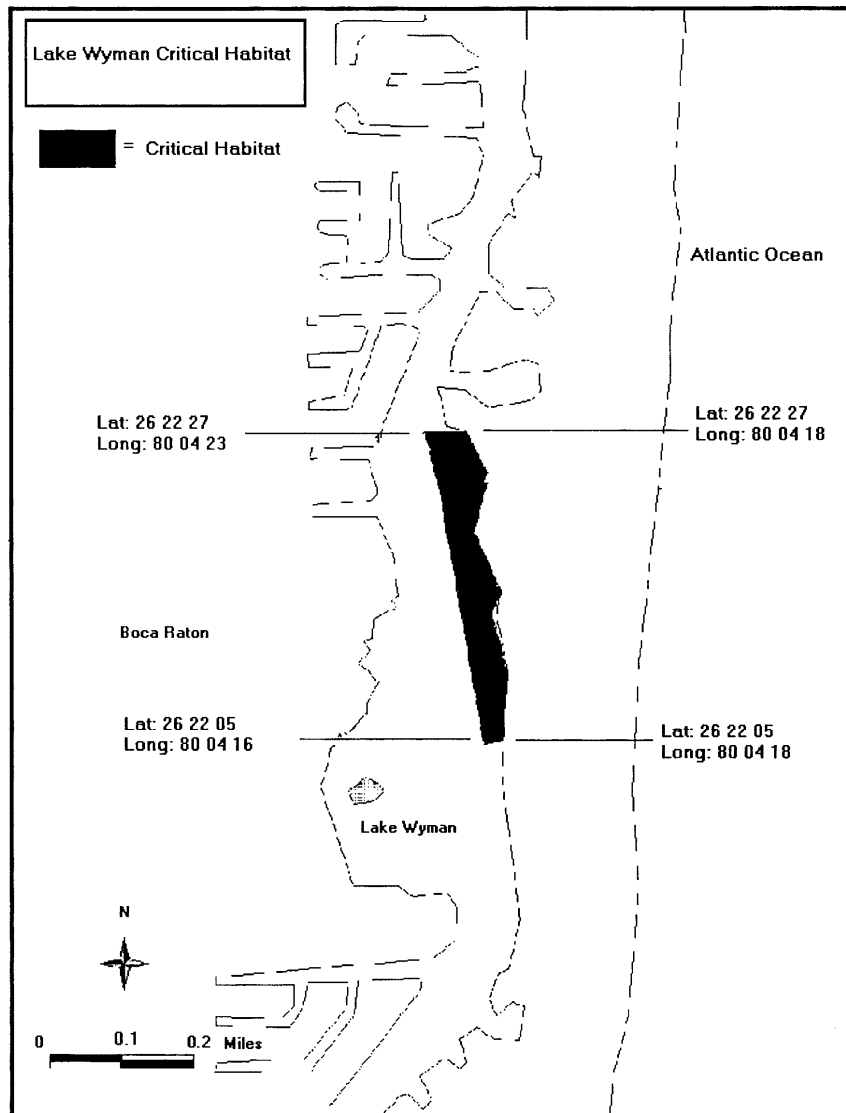 Lake Wyman Critical Habitat
= Critical Habitat
Atlantic Ocean
Lat: 26 22 27
Long: 80 04 23
Lat: 26 22 27
Long: 80 04 18
Boca Raton
Lat: 26 22 05
Long: 80 04 16
Lat: 26 22 05
Long: 80 04 18
Lake Wyman
N
0 0.1 0.2
Miles